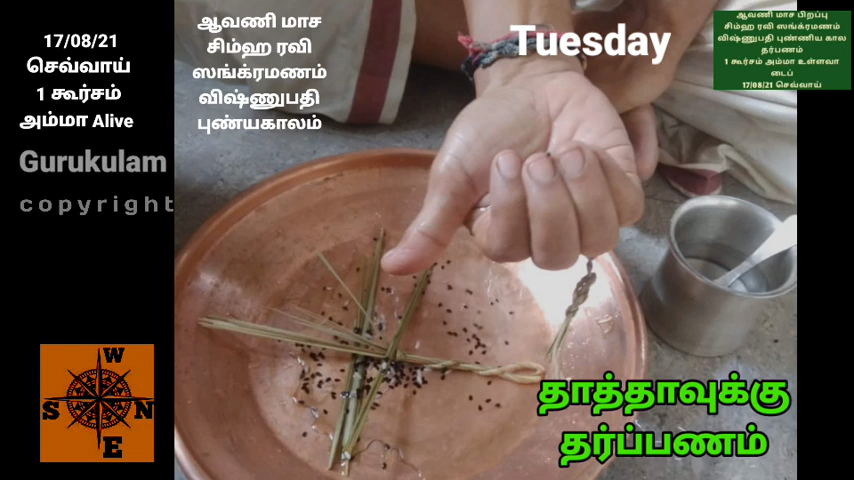 17/08/21
செவ்வாய்
1 கூர்சம்
அம்மா Alive
Gurukulam
copyright
ஆவணி மாச
சிம்ஹ ரவி
ஸங்க்ரமணம்
விஷ்ணுபதி
புண்யகாலம்
Tuesday
ஆவணி மாத பிறப்பு
சிம்ஹ ரவி ஸங்க்ரமணம்
விஷ்ணுபதி புண்ணிய கால
தர்பணம்
1 கூர்சம் அம்மா உள்ளவா
டைப்
17/08/21 செவ்வாய்
W
S N
E
தாத்தாவுக்கு
தர்ப்பணம்